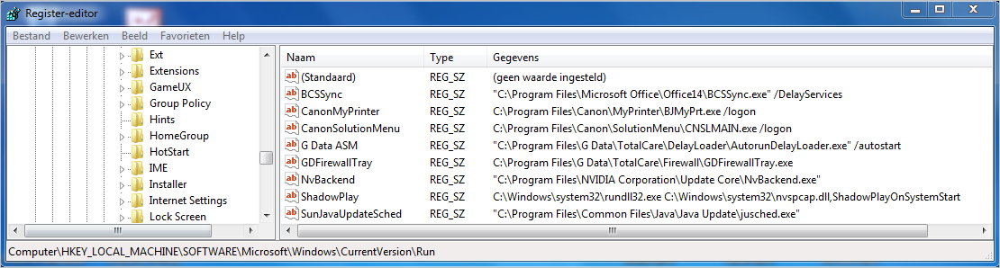 Register-editor
Bestand Bewerken Beeld Favorieten Help
Ext
Extensions
GameUX
Group Policy
Hints
HomeGroup
HotStart
IME
Installer
Internet Settings
Lock Screen
Naam Type Gegevens
(Standaard) REG_SZ (geen waarde ingesteld)
BCSSync REG_SZ "C:\Program Files\Microsoft Office\Office14\BCSSync.exe" /DelayServices
CanonMyPrinter REG_SZ C:\Program Files\Canon\MyPrinter\BJMyPrt.exe /logon
CanonSolutionMenu REG_SZ C:\Program Files\Canon\SolutionMenu\CNSLMAIN.exe /logon
G Data ASM REG_SZ "C:\Program Files\G Data\TotalCare\DelayLoader\AutorunDelayLoader.exe" /autostart
GDFirewallTray REG_SZ C:\Program Files\G Data\TotalCare\Firewall\GDFirewallTray.exe
NvBackend REG_SZ "C:\Program Files\NVIDIA Corporation\Update Core\NvBackend.exe"
ShadowPlay REG_SZ C:\Windows\system32\rundll32.exe C:\Windows\system32\nvspcap.dll,ShadowPlayOnSystemStart
SunJavaUpdateSched REG_SZ "C:\Program Files\Common Files\Java\Java Update\jusched.exe"
Computer\HKEY_LOCAL_MACHINE\SOFTWARE\Microsoft\Windows\CurrentVersion\Run